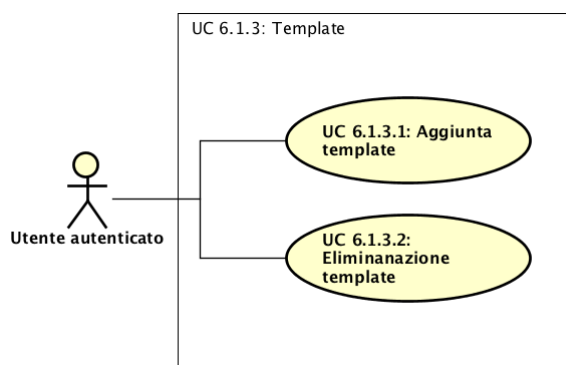 UC 6.1.3: Template
UC 6.1.3.1: Aggiunta
template
Utente autenticato
UC 6.1.3.2:
Eliminanazione
template